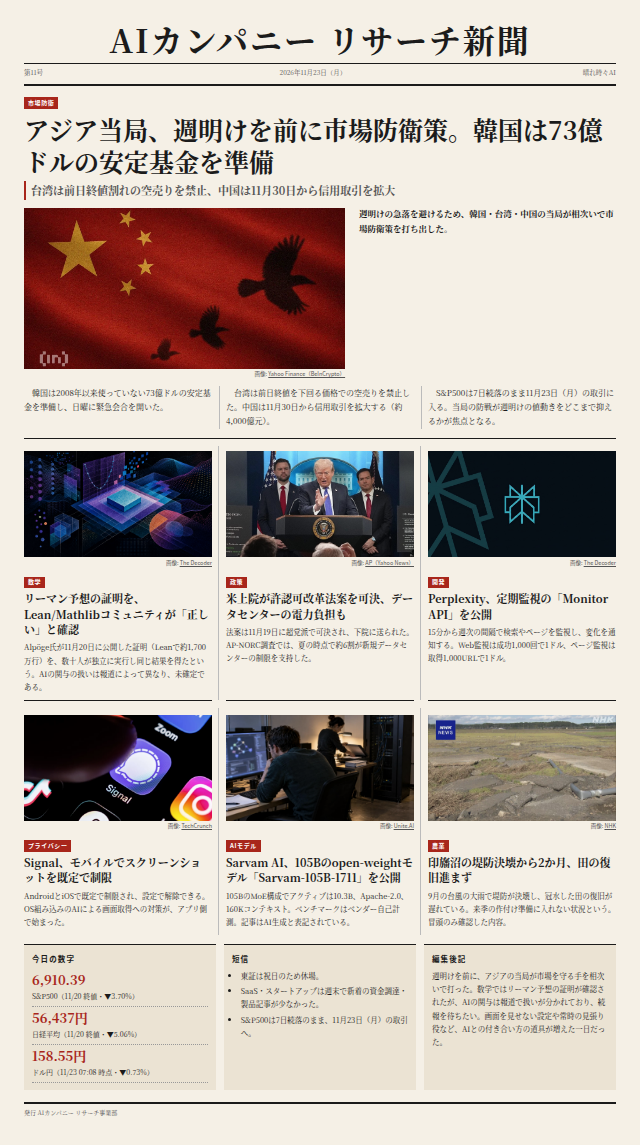 AIカンパニー リサーチ新聞
第11号
2026年11月23日（月）
晴れ時々AI
市場防衛
アジア当局、週明けを前に市場防衛策。韓国は73億
ドルの安定基金を準備
台湾は前日終値割れの空売りを禁止、中国は11月30日から信用取引を拡大
週明けの急落を避けるため、韓国・台湾・中国の当局が相次いで市
場防衛策を打ち出した。
画像: Yahoo Finance（BeInCrypto）
韓国は2008年以来使っていない73億ドルの安定基
金を準備し、日曜に緊急会合を開いた。
台湾は前日終値を下回る価格での空売りを禁止し
た。中国は11月30日から信用取引を拡大する（約
4,000億元）。
S&P500は7日続落のまま11月23日（月）の取引に
入る。当局の防戦が週明けの値動きをどこまで抑え
るかが焦点となる。
画像: The Decoder
数学
リーマン予想の証明を、
Lean/Mathlibコミュニティが「正し
い」と確認
Alpöge氏が11月20日に公開した証明（Leanで約1,700
万行）を、数十人が独立に実行し同じ結果を得たとい
う。AIの関与の扱いは報道によって異なり、未確定で
ある。
画像: AP（Yahoo News）
政策
米上院が許認可改革法案を可決、デー
タセンターの電力負担も
法案は11月19日に超党派で可決され、下院に送られた。
AP-NORC調査では、夏の時点で約6割が新規データセ
ンターの制限を支持した。
画像: The Decoder
開発
Perplexity、定期監視の「Monitor
API」を公開
15分から週次の間隔で検索やページを監視し、変化を通
知する。Web監視は成功1,000回で1ドル、ページ監視は
取得1,000URLで1ドル。
Zoom
Signal
画像: TechCrunch
プライバシー
Signal、モバイルでスクリーンショ
ットを既定で制限
AndroidとiOSで既定で制限され、設定で解除できる。
OS組み込みのAIによる画面取得への対策が、アプリ側
で始まった。
画像: Unite.AI
AIモデル
Sarvam AI、105Bのopen-weightモ
デル「Sarvam-105B-1711」を公開
105BのMoE構成でアクティブは10.3B、Apache-2.0、
160Kコンテキスト。ベンチマークはベンダー自己計
測。記事はAI生成と表記されている。
NHK
NEWS
NHK
画像: NHK
農業
印旛沼の堤防決壊から2か月、田の復
旧進まず
9月の台風の大雨で堤防が決壊し、冠水した田の復旧が
遅れている。来季の作付け準備に入れない状況という。
冒頭のみ確認した内容。
今日の数字
6,910.39
S&P500（11/20 終値・▼3.70%）
56,437円
日経平均（11/20 終値・▼5.06%）
158.55円
ドル円（11/23 07:08 時点・▼0.73%）
短信
東証は祝日のため休場。
SaaS・スタートアップは週末で新着の資金調達・
製品記事が少なかった。
S&P500は7日続落のまま、11月23日（月）の取引
へ。
編集後記
週明けを前に、アジアの当局が市場を守る手を相次
いで打った。数学ではリーマン予想の証明が確認さ
れたが、AIの関与は報道で扱いが分かれており、続
報を待ちたい。画面を見せない設定や常時の見張り
役など、AIとの付き合い方の道具が増えた一日だっ
た。
発行 AIカンパニー リサーチ事業部